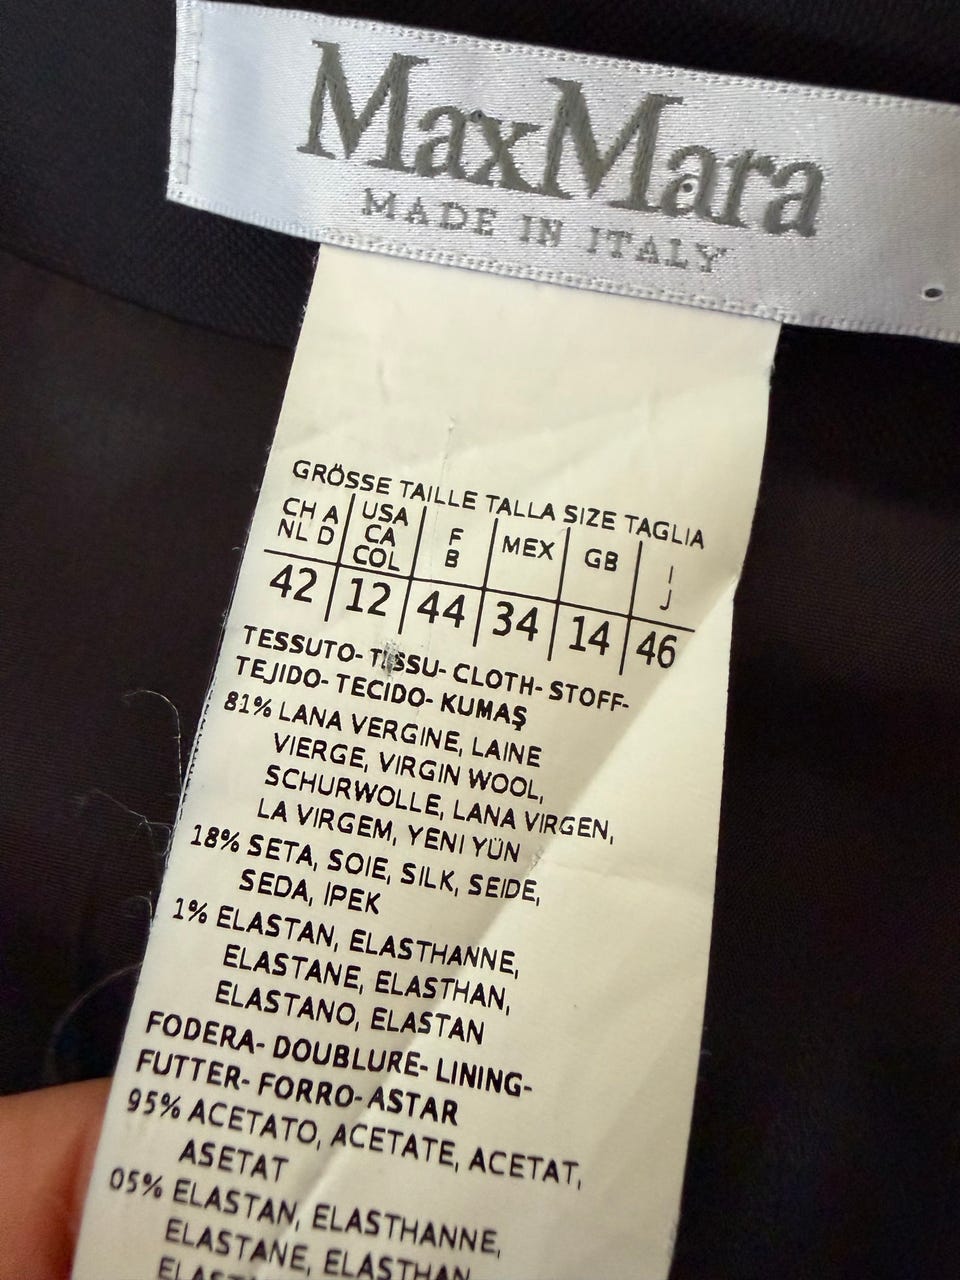 MaxMara
MADE IN ITALY
GRÖSSE TAILLE TALLA SIZE TAGLIA
CH A USA F MEX GB I
NL D CA B J
COL
42 12 44 34 14 46
TESSUTO- TISSU- CLOTH- STOFF-
TEJIDO- TECIDO- KUMAŞ
81% LANA VERGINE, LAINE
VIERGE, VIRGIN WOOL,
SCHURWOLLE, LANA VIRGEN,
LA VIRGEM, YENI YÜN
18% SETA, SOIE, SILK, SEIDE,
SEDA, IPEK
1% ELASTAN, ELASTHANNE,
ELASTANE, ELASTHAN,
ELASTANO, ELASTAN
FODERA- DOUBLURE- LINING-
FUTTER- FORRO- ASTAR
95% ACETATO, ACETATE, ACETAT,
ASETAT
05% ELASTAN, ELASTHANNE,
ELASTANE, ELASTHAN